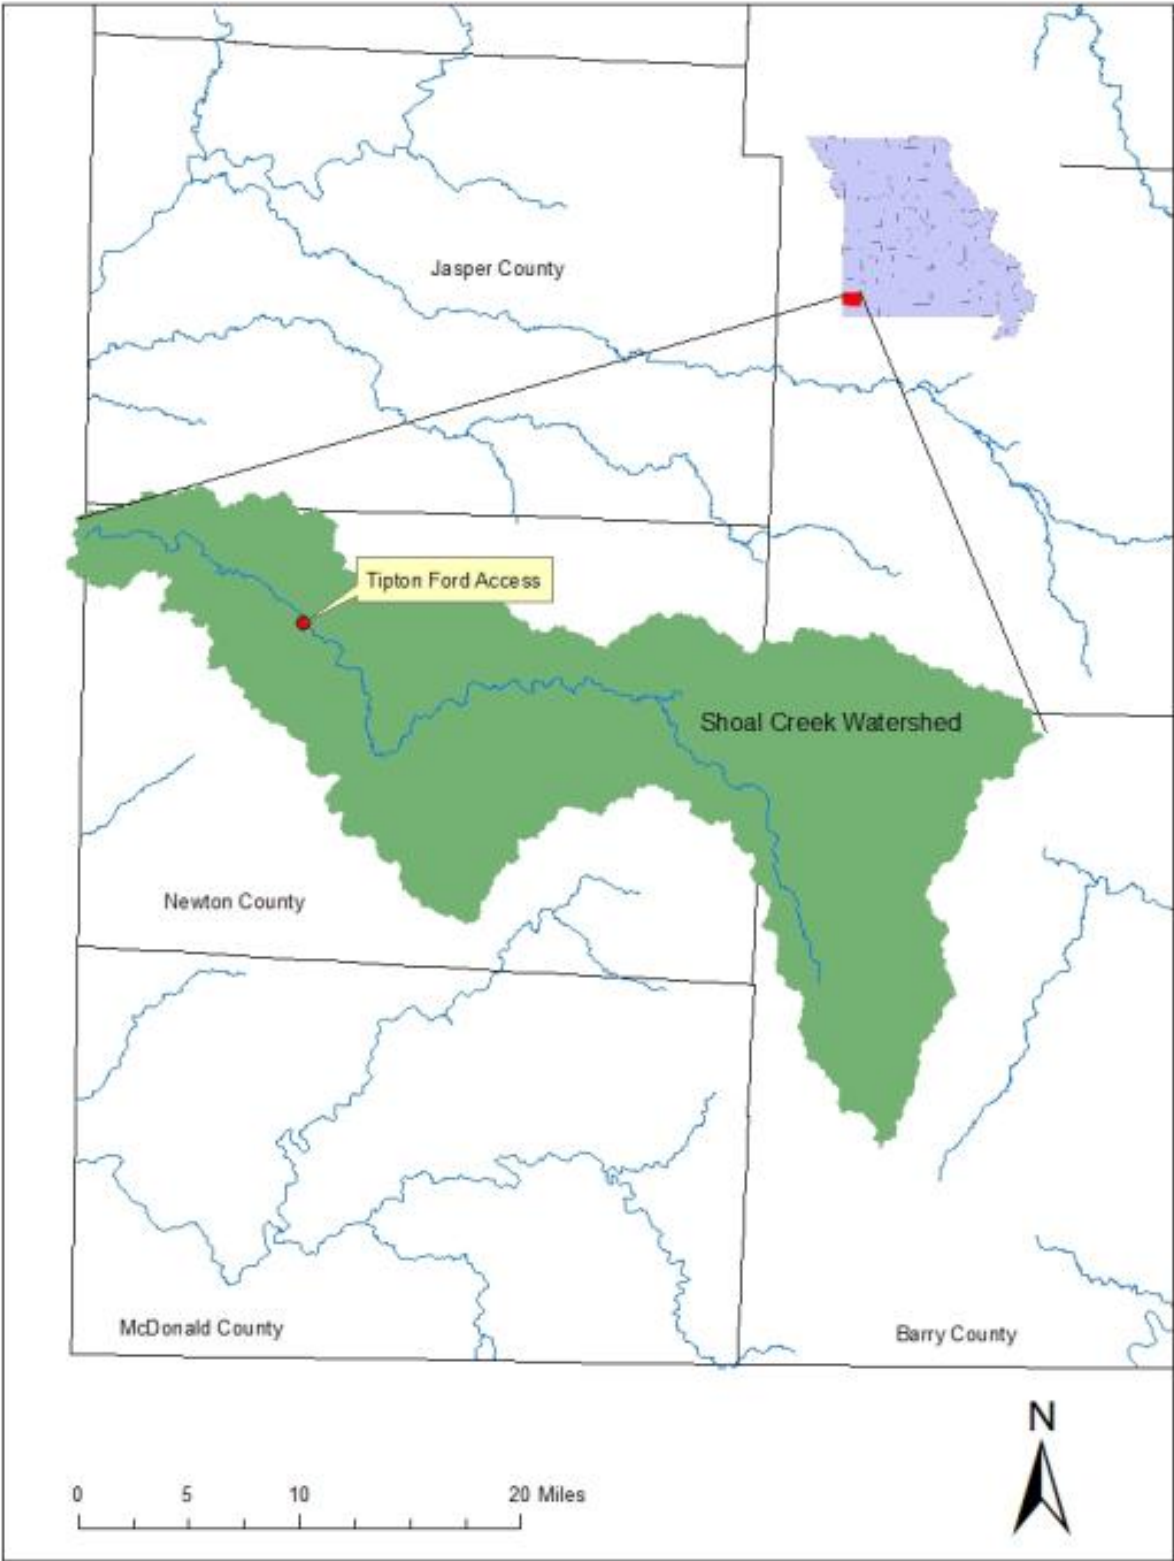 Jasper County
Tipton Ford Access
Shoal Creek Watershed
Newton County
McDonald County
Barry County
N
0 5 10 20 Miles